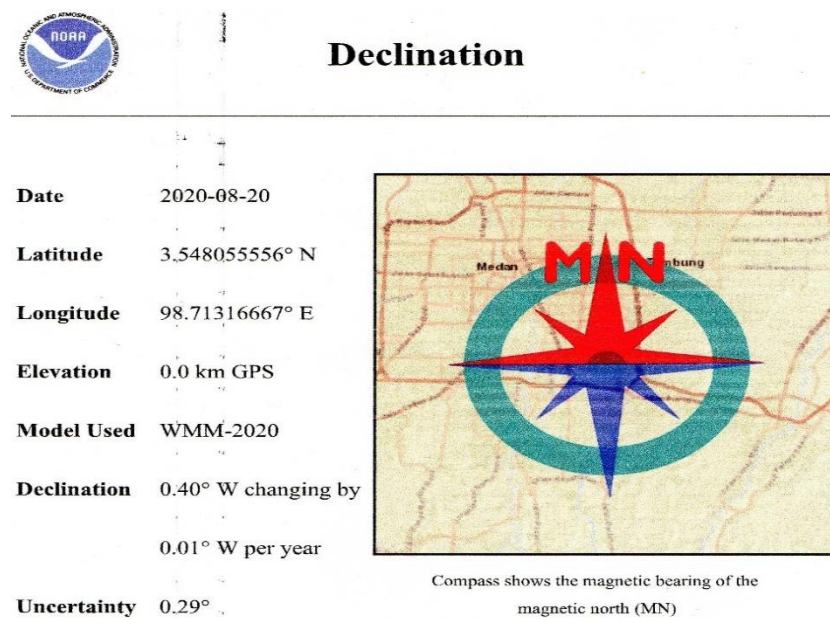 NATIONAL OCEANIC AND ATMOSPHERIC ADMINISTRATION
NOAA
U.S. DEPARTMENT OF COMMERCE
Declination
Date 2020-08-20
Latitude 3.548055556° N
Longitude 98.71316667° E
Elevation 0.0 km GPS
Model Used WMM-2020
Declination 0.40° W changing by
0.01° W per year
Uncertainty 0.29°
Medan
MN
Compass shows the magnetic bearing of the
magnetic north (MN)